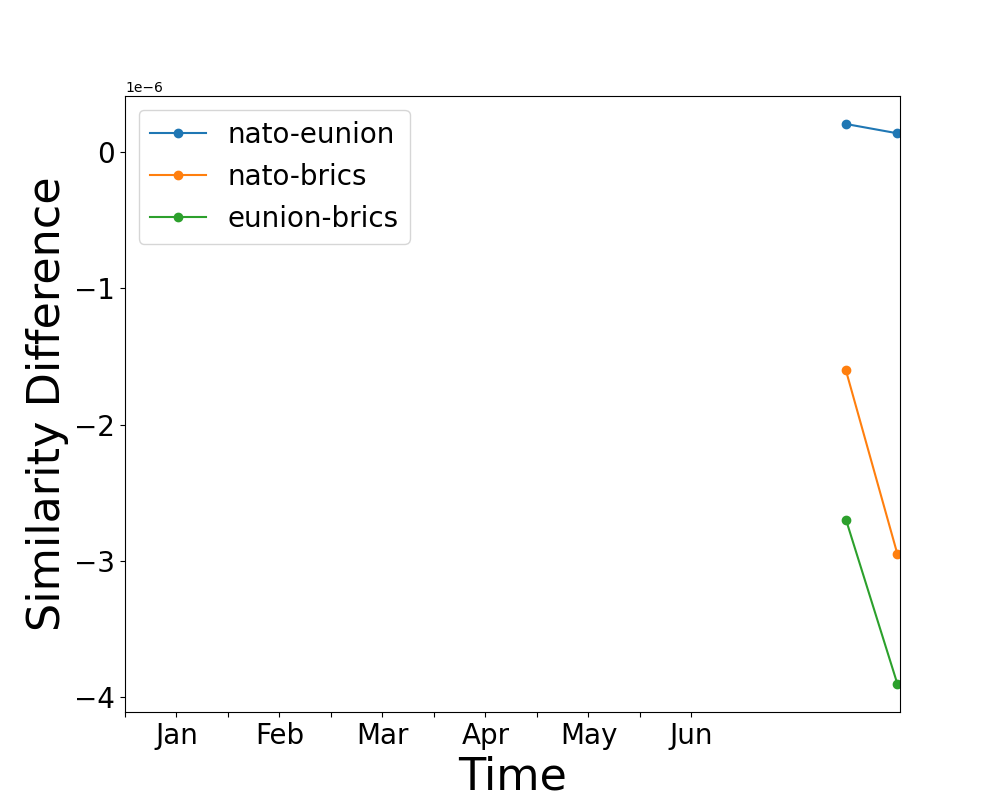 1e−6
nato-eunion
nato-brics
eunion-brics
0
−1
−2
−3
−4
Similarity Difference
Jan Feb Mar Apr May Jun
Time